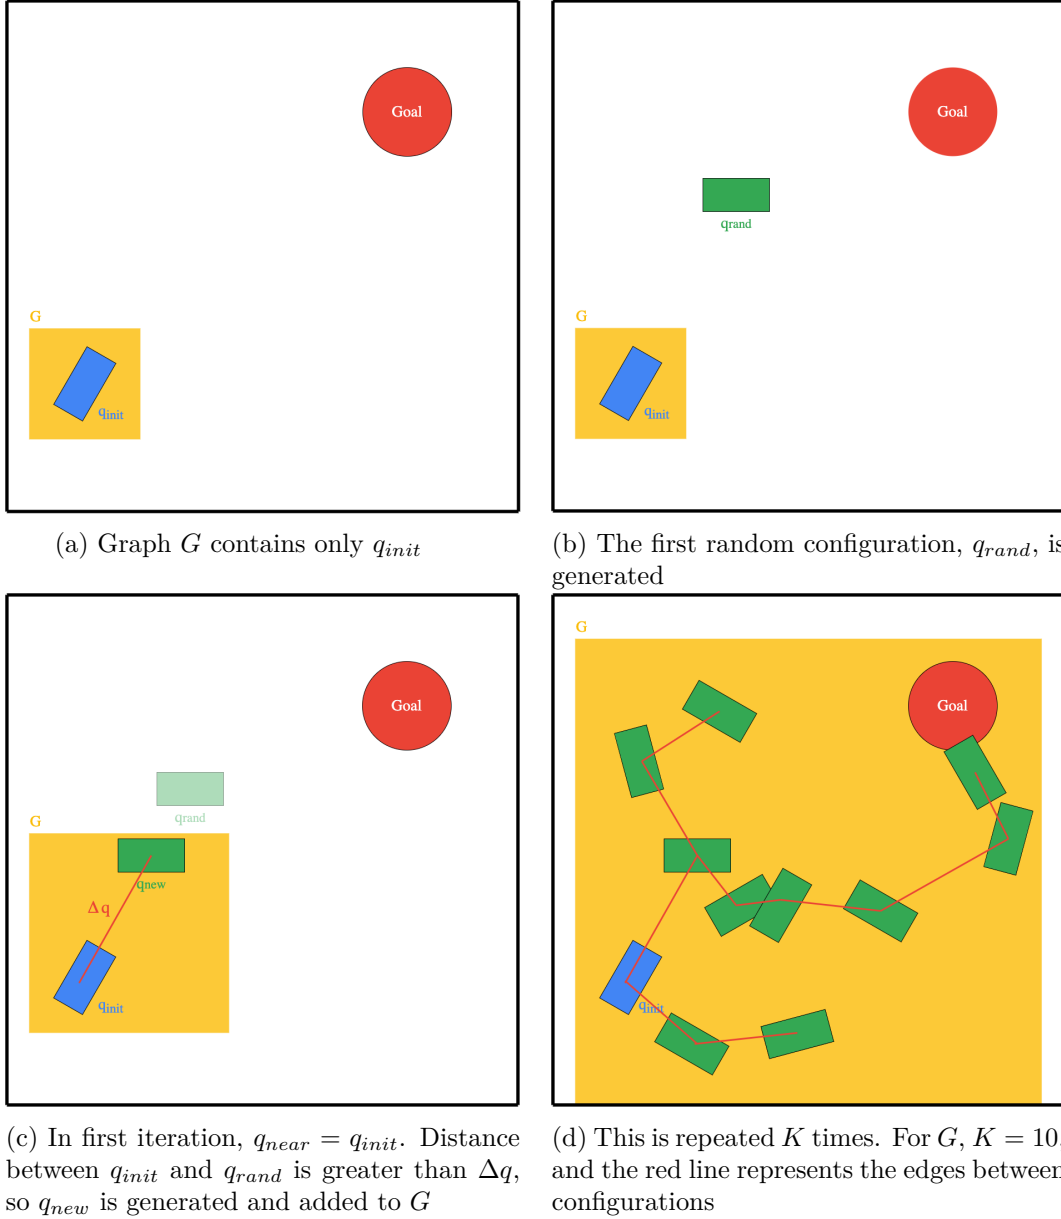 Goal
G
qinit
(a) Graph G contains only qinit
Goal
qrand
G
qinit
(b) The first random configuration, qrand, is
generated
Goal
qrand
G
qnew
Δq
qinit
(c) In first iteration, qnear = qinit. Distance
between qinit and qrand is greater than Δq,
so qnew is generated and added to G
G
Goal
qinit
(d) This is repeated K times. For G, K = 10,
and the red line represents the edges between
configurations